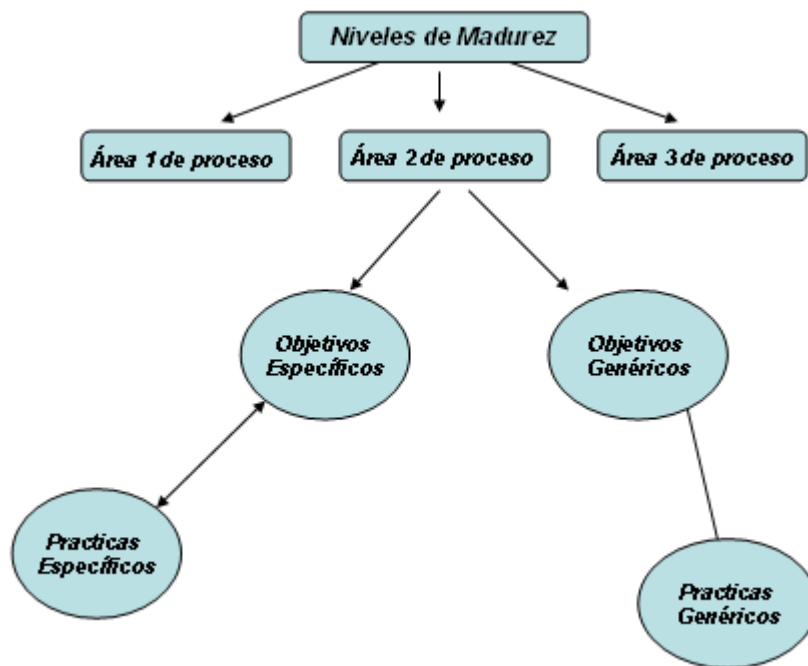 Niveles de Madurez
Área 1 de proceso
Área 2 de proceso
Área 3 de proceso
Objetivos
Específicos
Objetivos
Genéricos
Practicas
Específicos
Practicas
Genéricos